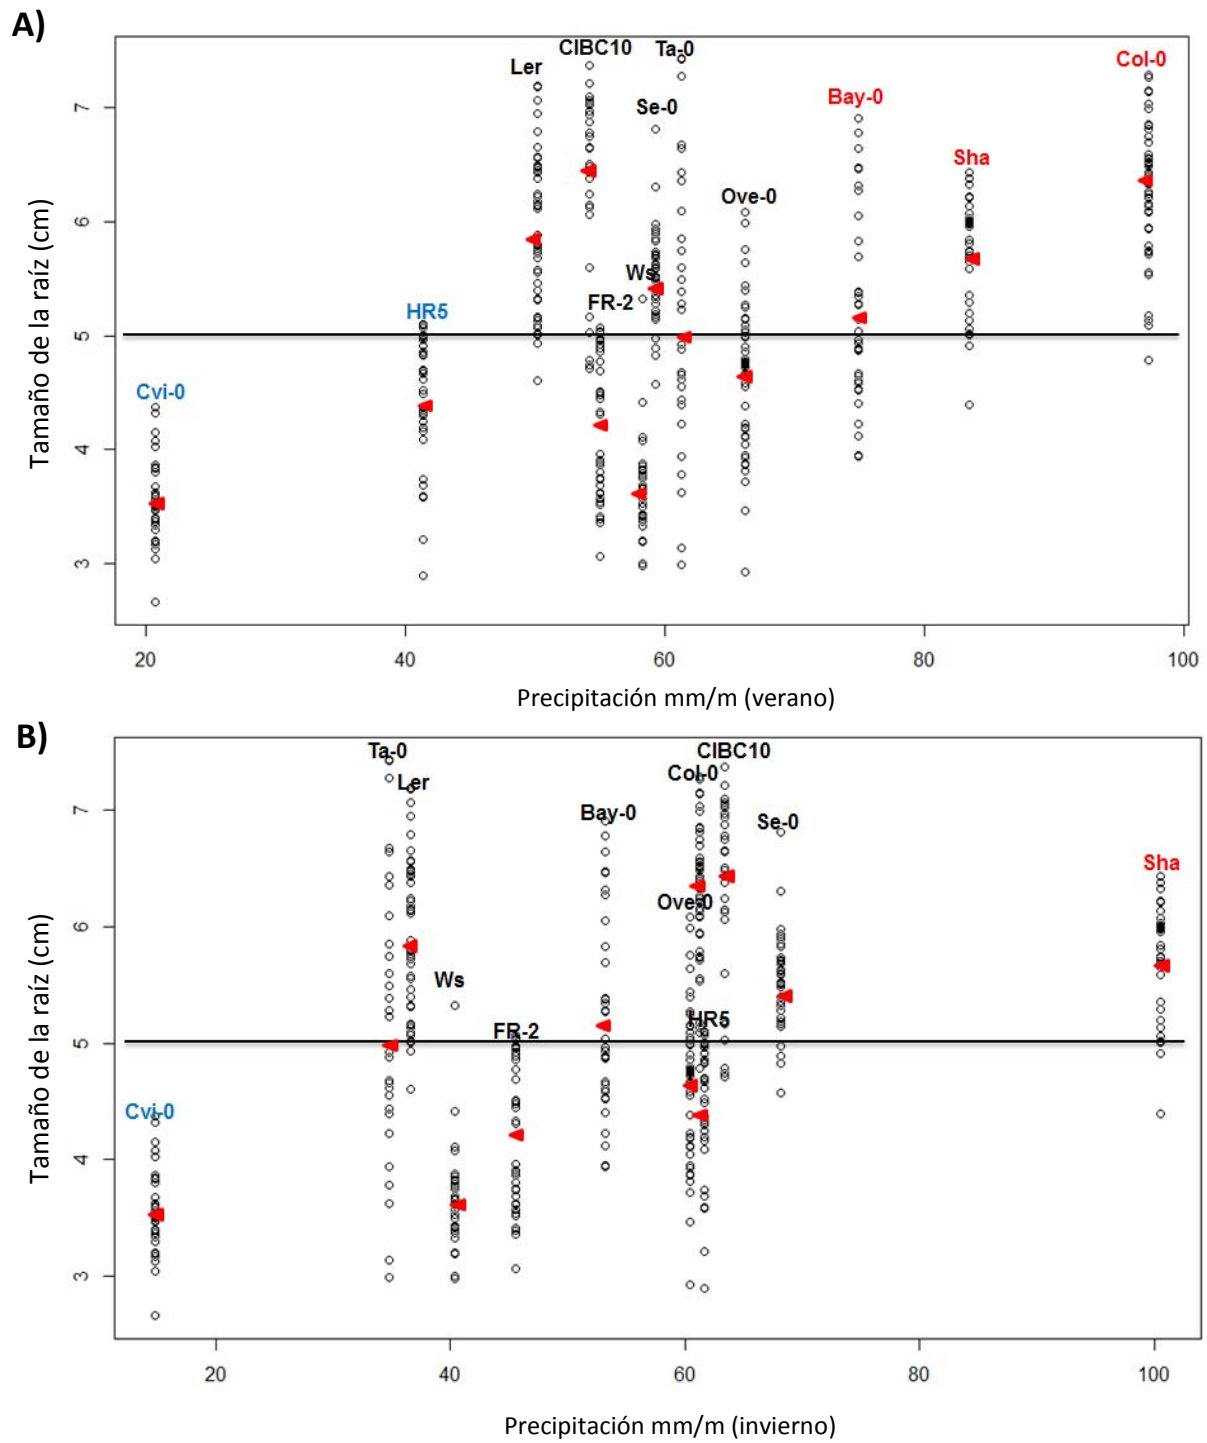 A)
CIBC10
Ta-0
Col-0
Ler
Bay-0
Se-0
Sha
Ove-0
Ws
FR-2
HR5
Cvi-0
7
6
5
4
3
Tamaño de la raíz (cm)
20 40 60 80 100
Precipitación mm/m (verano)
B)
Ta-0
CIBC10
Col-0
Ler
Bay-0
Se-0
Sha
Ove-0
Ws
HR5
FR-2
Cvi-0
7
6
5
4
3
Tamaño de la raíz (cm)
20 40 60 80 100
Precipitación mm/m (invierno)